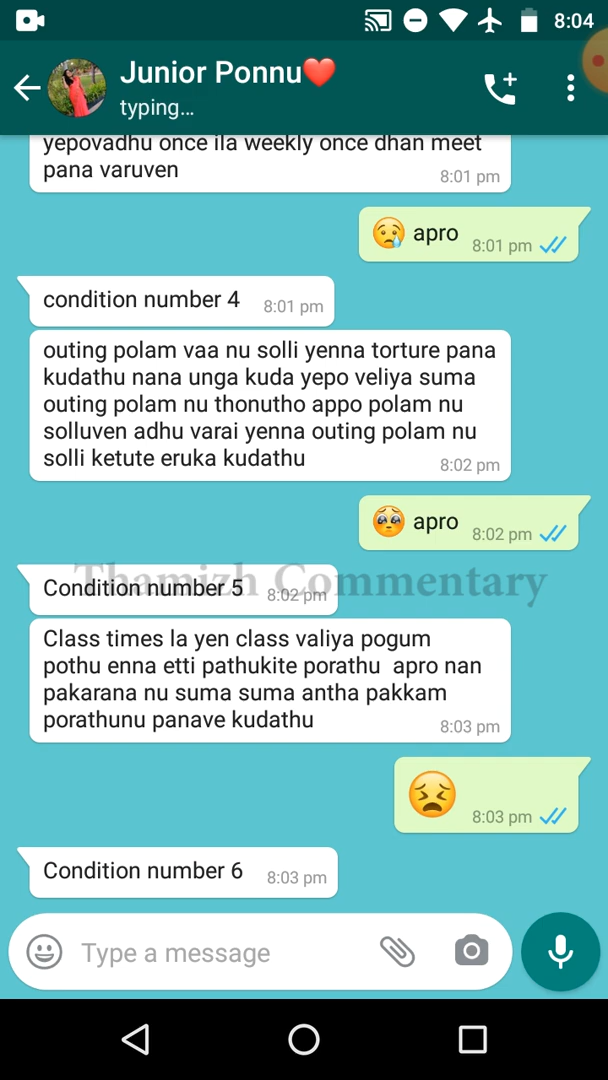 8:04
Junior Ponnu❤️
typing...
yepovadhu once ila weekly once dhan meet
pana varuven
8:01 pm
😢 apro
8:01 pm
condition number 4
8:01 pm
outing polam vaa nu solli yenna torture pana
kudathu nana unga kuda yepo veliya suma
outing polam nu thonutho appo polam nu
solluven adhu varai yenna outing polam nu
solli ketute eruka kudathu
8:02 pm
🥺 apro
8:02 pm
Thamizh Commentary
Condition number 5
8:02 pm
Class times la yen class valiya pogum
pothu enna etti pathukite porathu apro nan
pakarana nu suma suma antha pakkam
porathunu panave kudathu
8:03 pm
😣
8:03 pm
Condition number 6
8:03 pm
Type a message